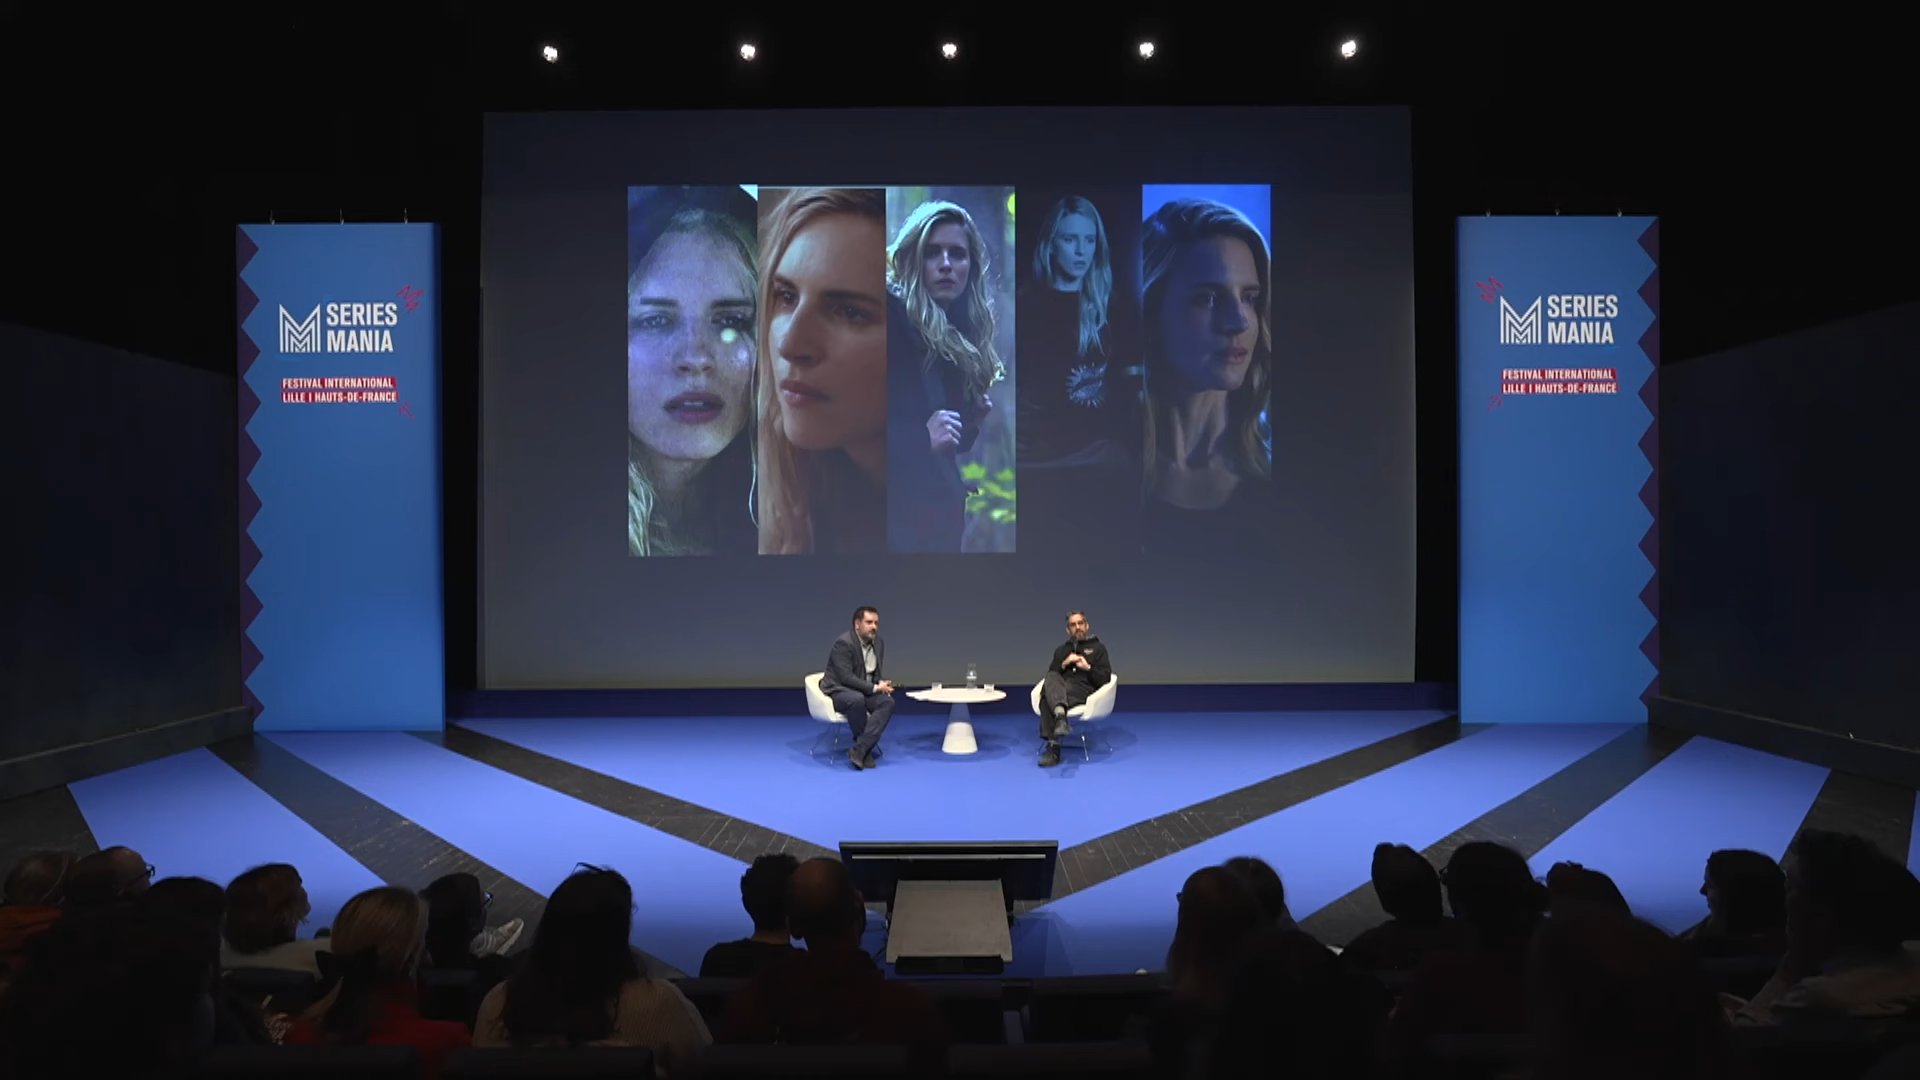 SERIES
MANIA
FESTIVAL INTERNATIONAL
LILLE | HAUTS-DE-FRANCE
SERIES
MANIA
FESTIVAL INTERNATIONAL
LILLE | HAUTS-DE-FRANCE